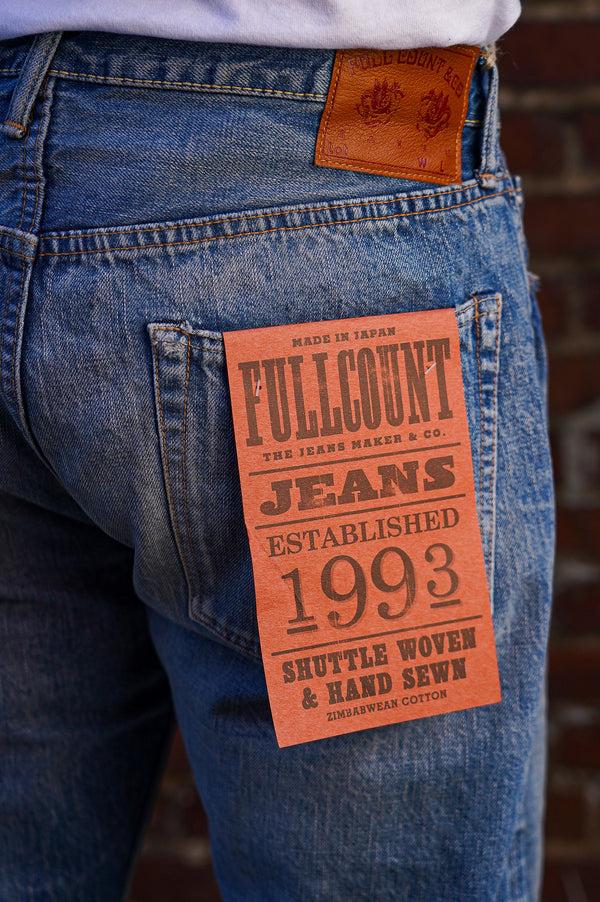 FULL COUNT & CO
Lot W L
MADE IN JAPAN
FULLCOUNT
THE JEANS MAKER & CO.
JEANS
ESTABLISHED
1993
SHUTTLE WOVEN
& HAND SEWN
ZIMBABWEAN COTTON